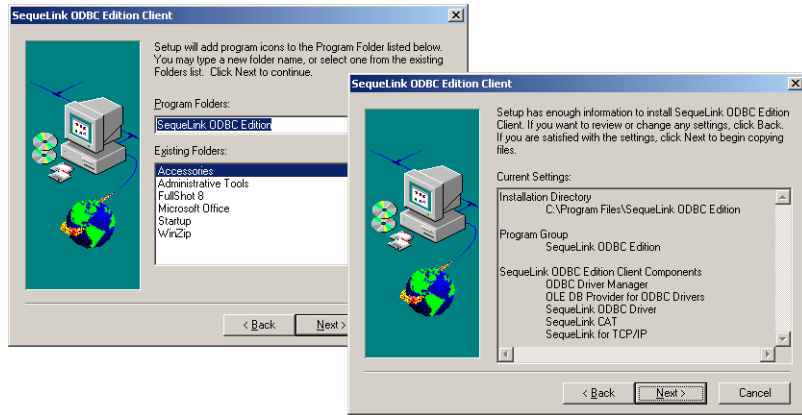 SequeLink ODBC Edition Client
Setup will add program icons to the Program Folder listed below.
You may type a new folder name, or select one from the existing
Folders list. Click Next to continue.
Program Folders:
SequeLink ODBC Edition
Existing Folders:
Accessories
Administrative Tools
FullShot 8
Microsoft Office
Startup
WinZip
< Back
Next >
SequeLink ODBC Edition Client
Setup has enough information to install SequeLink ODBC Edition
Client. If you want to review or change any settings, click Back.
If you are satisfied with the settings, click Next to begin copying
files.
Current Settings:
Installation Directory
C:\Program Files\SequeLink ODBC Edition
Program Group
SequeLink ODBC Edition
SequeLink ODBC Edition Client Components
ODBC Driver Manager
OLE DB Provider for ODBC Drivers
SequeLink ODBC Driver
SequeLink CAT
SequeLink for TCP/IP
< Back
Next >
Cancel